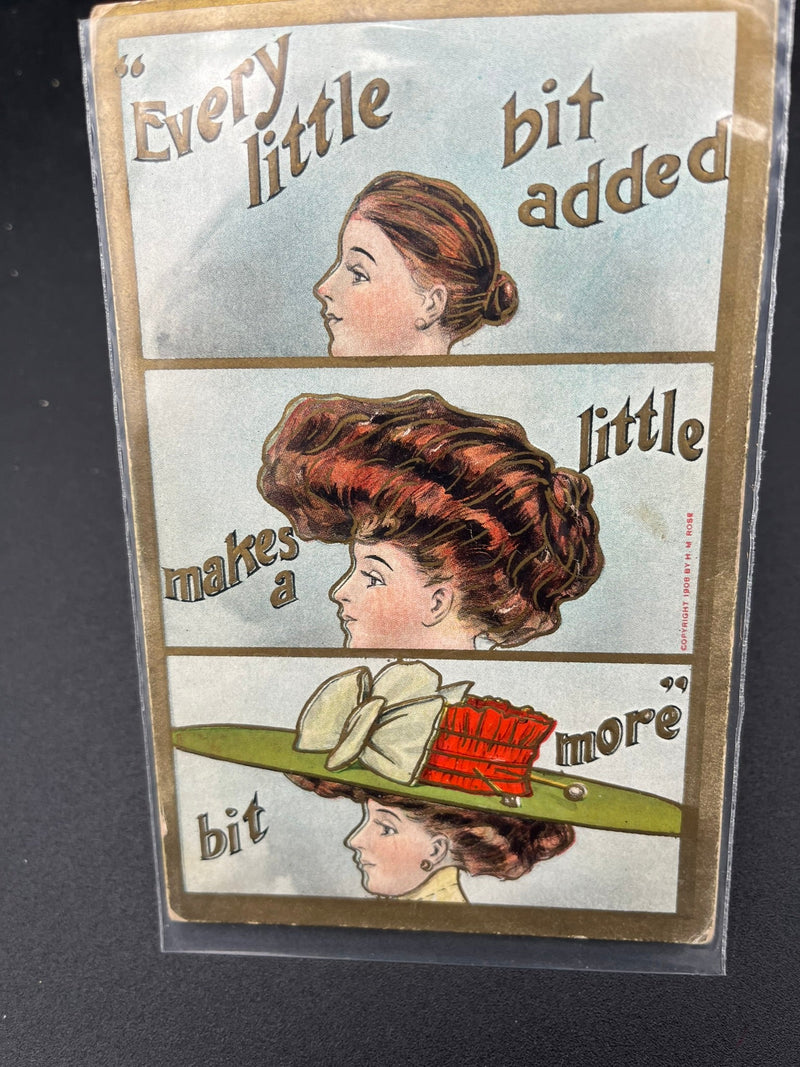 "Every
little
bit
added
makes
a
little
bit
more"
COPYRIGHT 1908 BY H. M ROSE